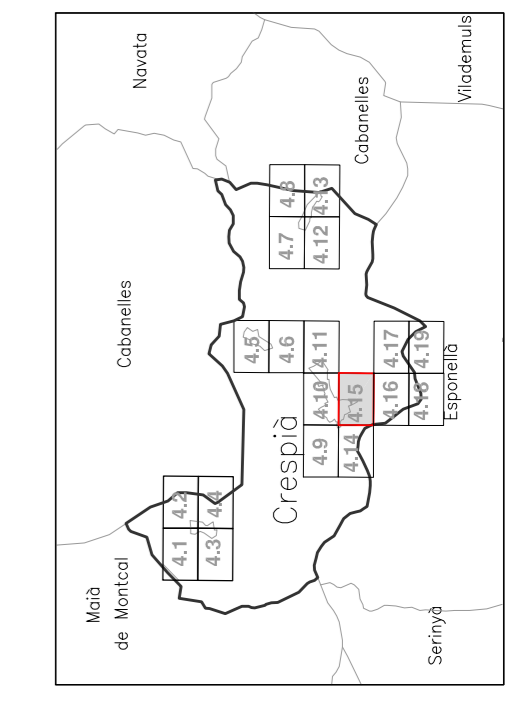 Maià
de Montcal
Cabanelles
Navata
Cabanelles
Vilademuls
Crespià
Esponellà
Serinyà
4.1
4.2
4.3
4.4
4.5
4.6
4.7
4.8
4.9
4.10
4.11
4.12
4.13
4.14
4.15
4.16
4.17
4.18
4.19